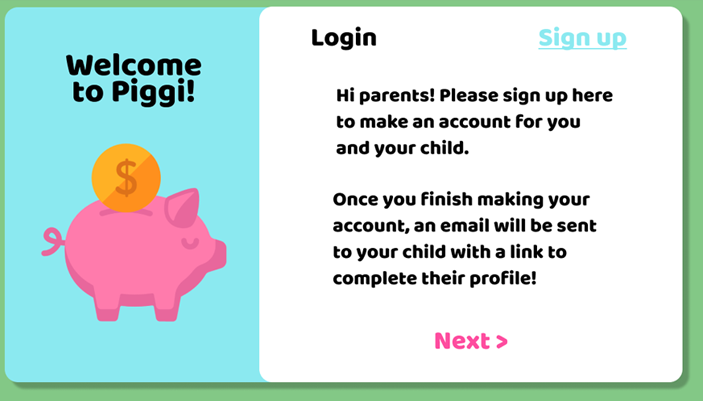 Welcome
to Piggi!
$
Login
Sign up
Hi parents! Please sign up here
to make an account for you
and your child.
Once you finish making your
account, an email will be sent
to your child with a link to
complete their profile!
Next >